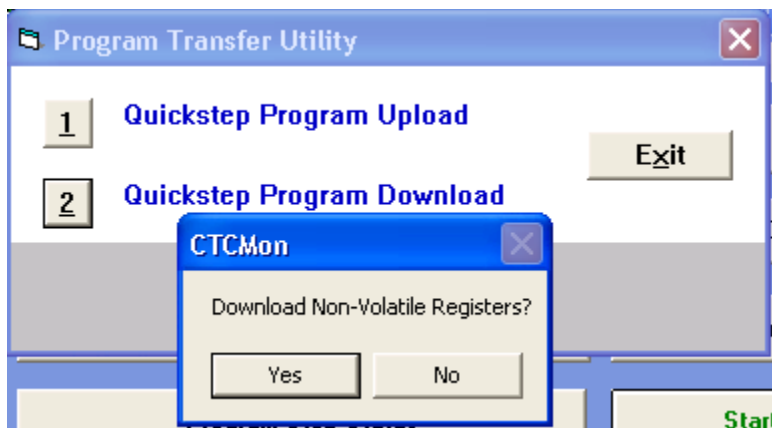 Program Transfer Utility
1 Quickstep Program Upload
Exit
2 Quickstep Program Download
CTCMon
Download Non-Volatile Registers?
Yes No